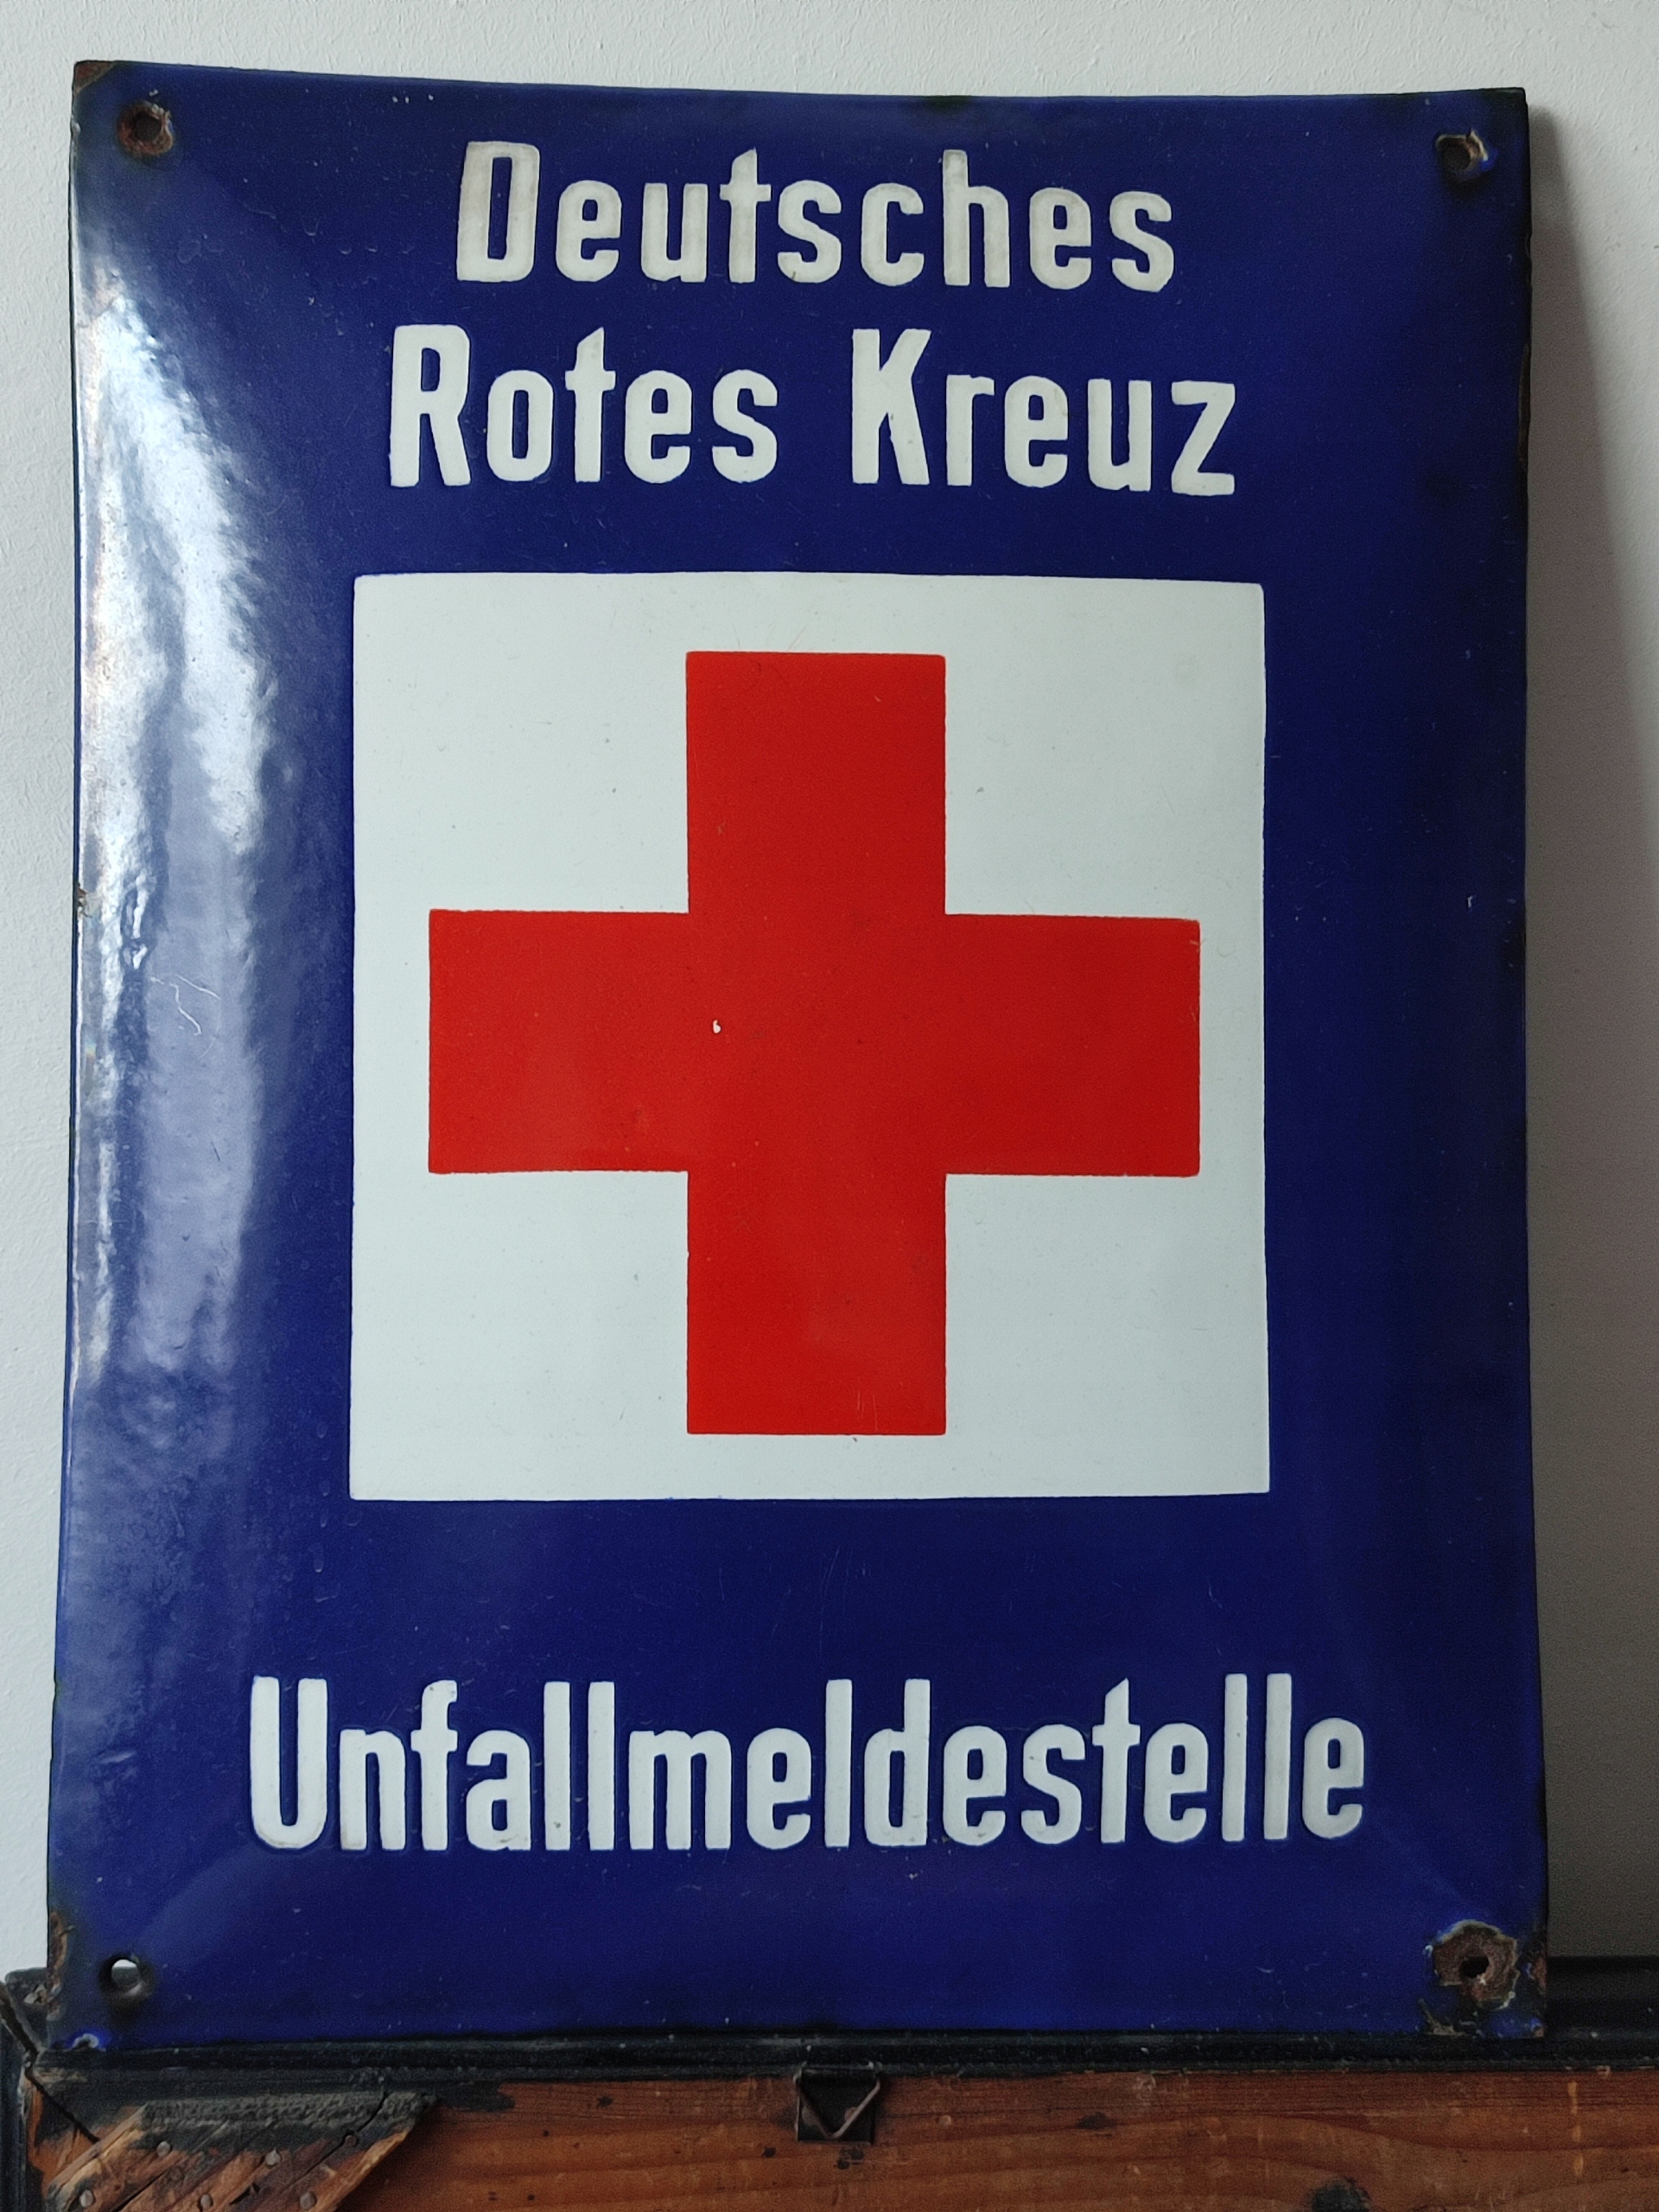 Deutsches
Rotes Kreuz
Unfallmeldestelle